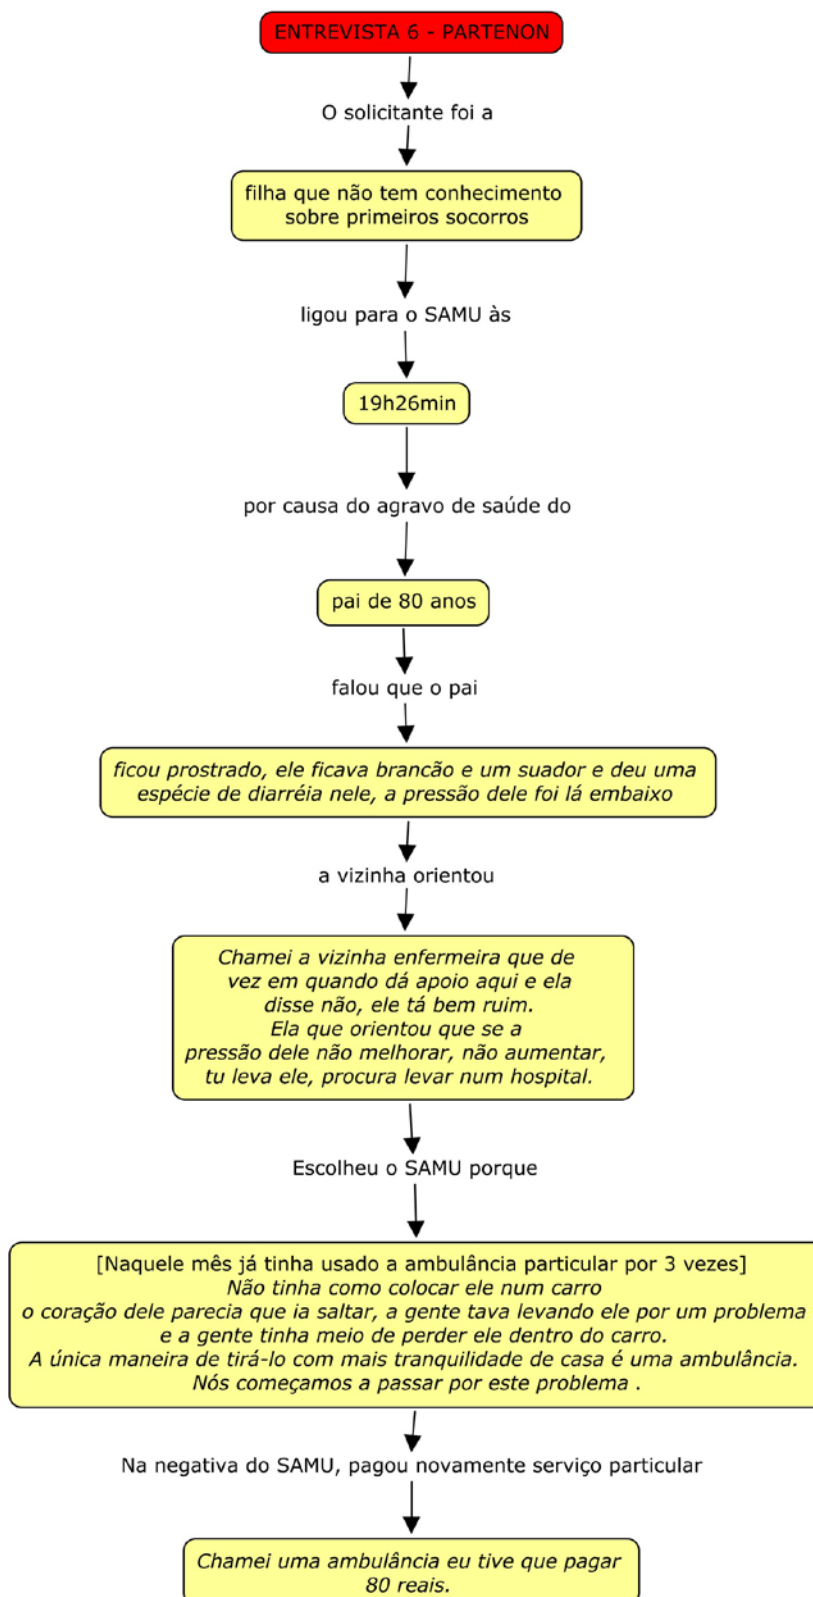 ENTREVISTA 6 - PARTENON
O solicitante foi a
filha que não tem conhecimento
sobre primeiros socorros
ligou para o SAMU às
19h26min
por causa do agravo de saúde do
pai de 80 anos
falou que o pai
ficou prostrado, ele ficava brancão e um suador e deu uma
espécie de diarréia nele, a pressão dele foi lá embaixo
a vizinha orientou
Chamei a vizinha enfermeira que de
vez em quando dá apoio aqui e ela
disse não, ele tá bem ruim.
Ela que orientou que se a
pressão dele não melhorar, não aumentar,
tu leva ele, procura levar num hospital.
Escolheu o SAMU porque
[Naquele mês já tinha usado a ambulância particular por 3 vezes]
Não tinha como colocar ele num carro
o coração dele parecia que ia saltar, a gente tava levando ele por um problema
e a gente tinha meio de perder ele dentro do carro.
A única maneira de tirá-lo com mais tranquilidade de casa é uma ambulância.
Nós começamos a passar por este problema .
Na negativa do SAMU, pagou novamente serviço particular
Chamei uma ambulância eu tive que pagar
80 reais.